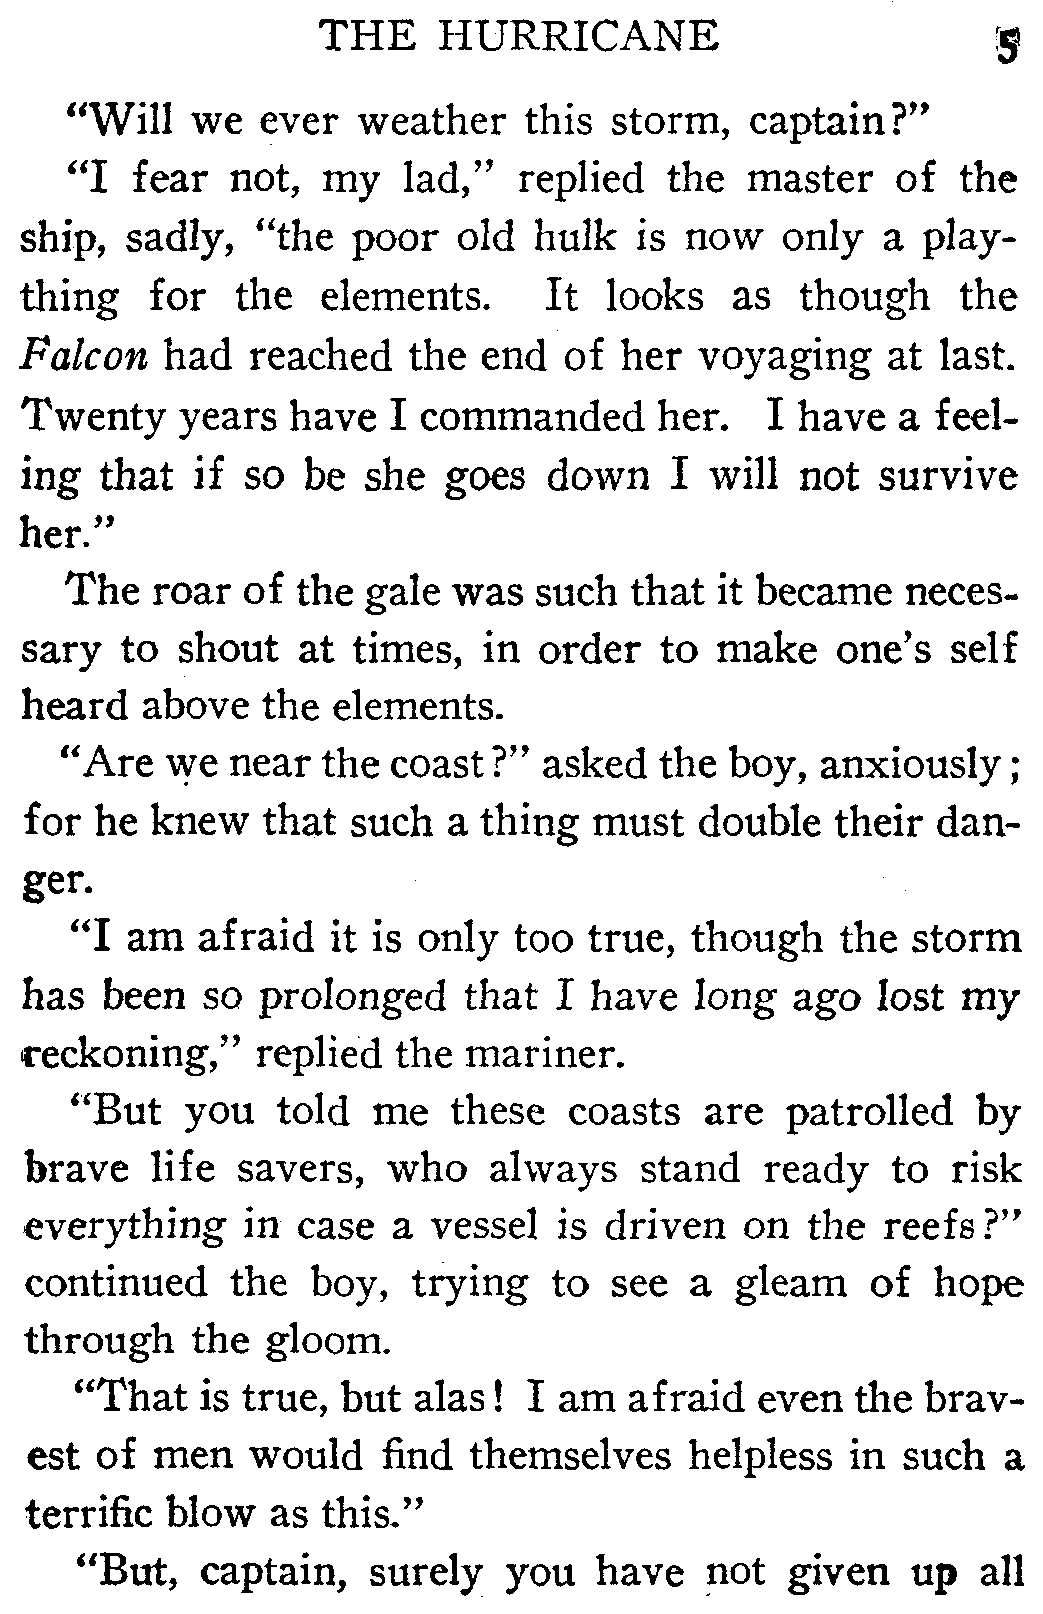 THE HURRICANE 5
“Will we ever weather this storm, captain?”
“I fear not, my lad,” replied the master of the
ship, sadly, “the poor old hulk is now only a play-
thing for the elements. It looks as though the
Falcon had reached the end of her voyaging at last.
Twenty years have I commanded her. I have a feel-
ing that if so be she goes down I will not survive
her.”
The roar of the gale was such that it became neces-
sary to shout at times, in order to make one’s self
heard above the elements.
“Are we near the coast?” asked the boy, anxiously;
for he knew that such a thing must double their dan-
ger.
“I am afraid it is only too true, though the storm
has been so prolonged that I have long ago lost my
reckoning,” replied the mariner.
“But you told me these coasts are patrolled by
brave life savers, who always stand ready to risk
everything in case a vessel is driven on the reefs?”
continued the boy, trying to see a gleam of hope
through the gloom.
“That is true, but alas! I am afraid even the brav-
est of men would find themselves helpless in such a
terrific blow as this.”
“But, captain, surely you have not given up all